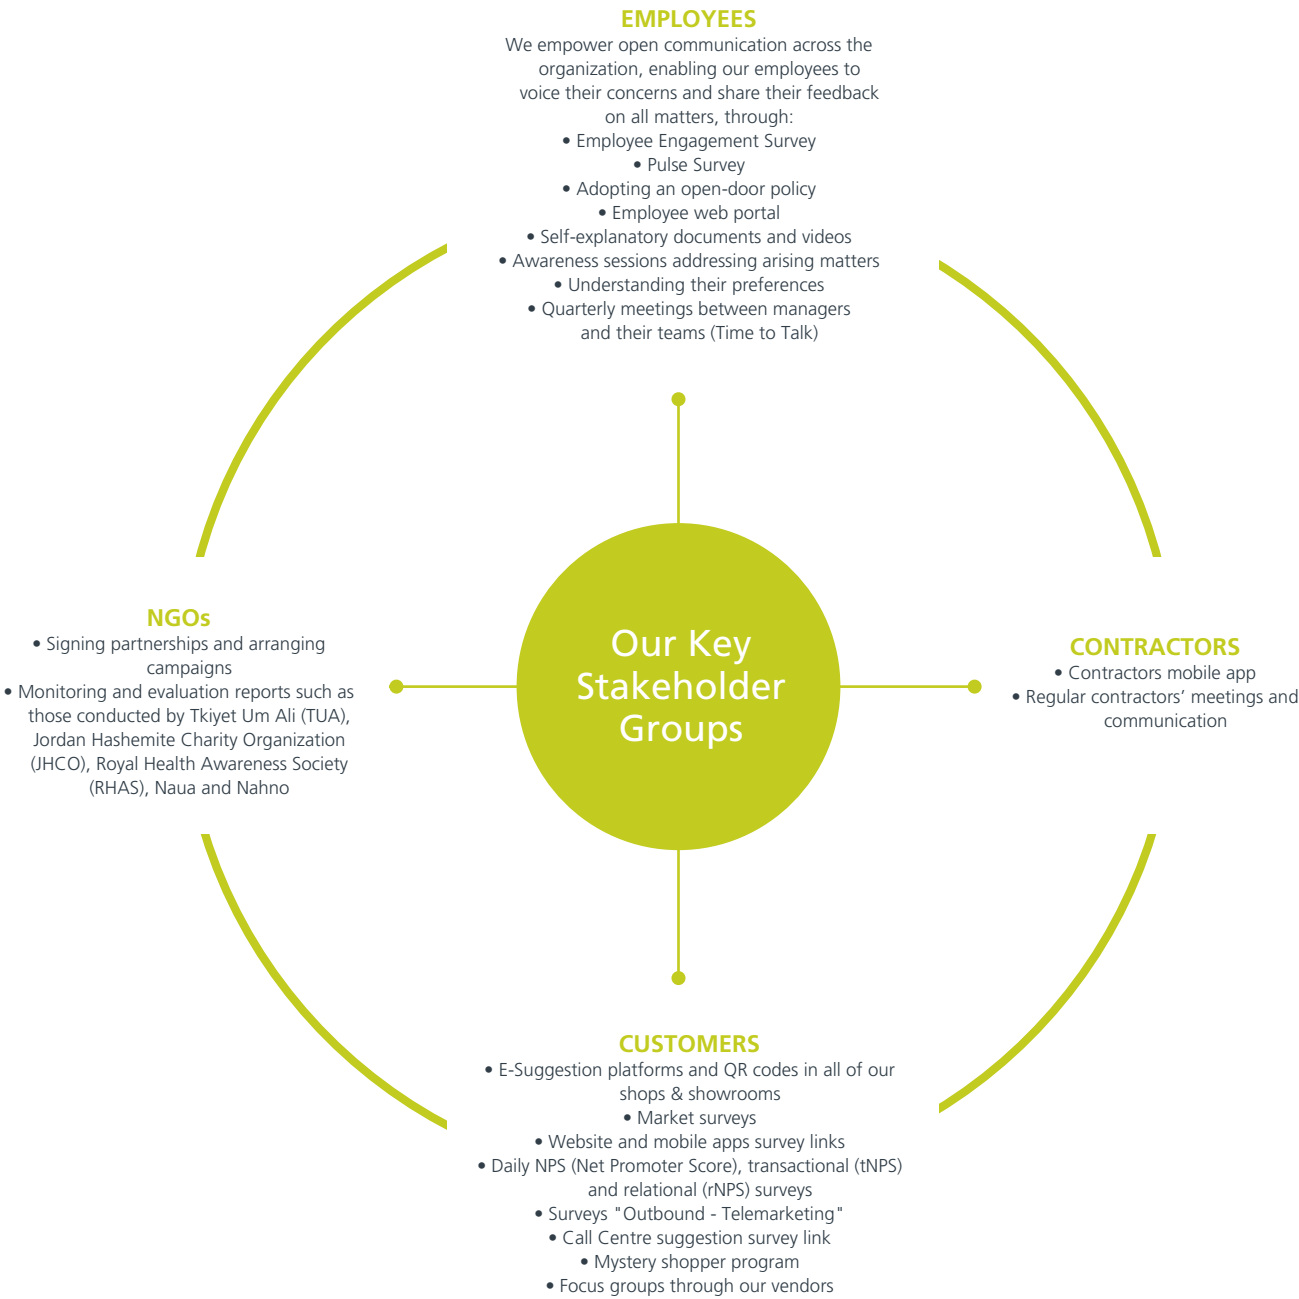 EMPLOYEES
We empower open communication across the
organization, enabling our employees to
voice their concerns and share their feedback
on all matters, through:
• Employee Engagement Survey
• Pulse Survey
• Adopting an open-door policy
• Employee web portal
• Self-explanatory documents and videos
• Awareness sessions addressing arising matters
• Understanding their preferences
• Quarterly meetings between managers
and their teams (Time to Talk)
NGOs
• Signing partnerships and arranging
campaigns
• Monitoring and evaluation reports such as
those conducted by Tkiyet Um Ali (TUA),
Jordan Hashemite Charity Organization
(JHCO), Royal Health Awareness Society
(RHAS), Naua and Nahno
Our Key
Stakeholder
Groups
CONTRACTORS
• Contractors mobile app
• Regular contractors’ meetings and
communication
CUSTOMERS
• E-Suggestion platforms and QR codes in all of our
shops & showrooms
• Market surveys
• Website and mobile apps survey links
• Daily NPS (Net Promoter Score), transactional (tNPS)
and relational (rNPS) surveys
• Surveys "Outbound - Telemarketing"
• Call Centre suggestion survey link
• Mystery shopper program
• Focus groups through our vendors